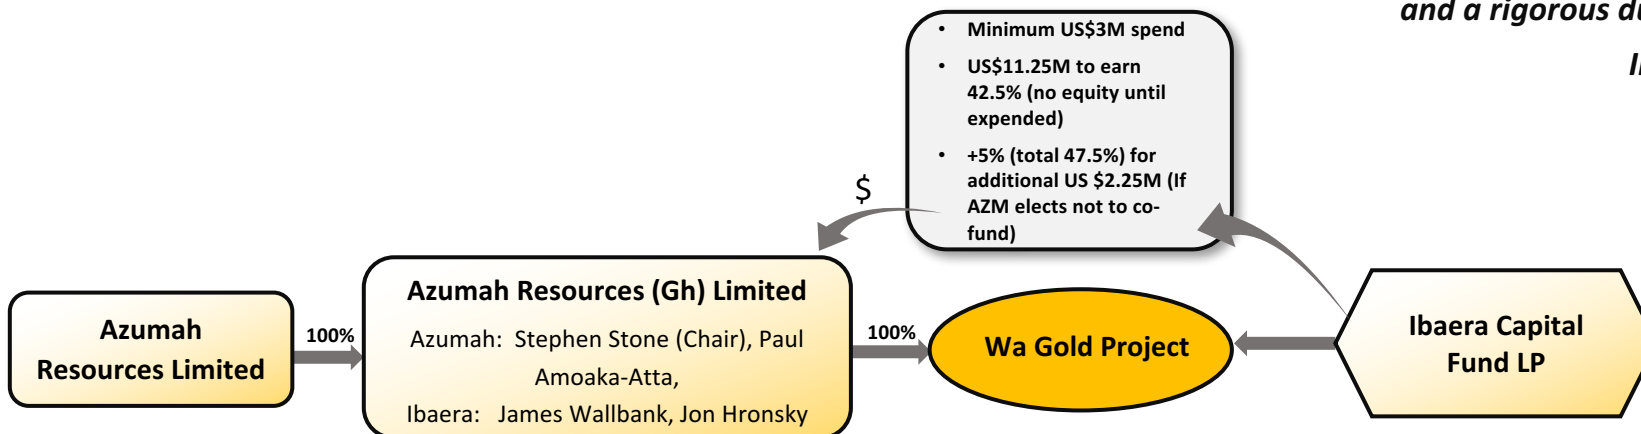 and a rigorous du
• Minimum US$3M spend
• US$11.25M to earn
42.5% (no equity until
expended)
• +5% (total 47.5%) for
additional US $2.25M (If
AZM elects not to co-
fund)
$
Azumah
Resources Limited
100%
Azumah Resources (Gh) Limited
Azumah: Stephen Stone (Chair), Paul
Amoaka-Atta,
Ibaera: James Wallbank, Jon Hronsky
100%
Wa Gold Project
Ibaera Capital
Fund LP